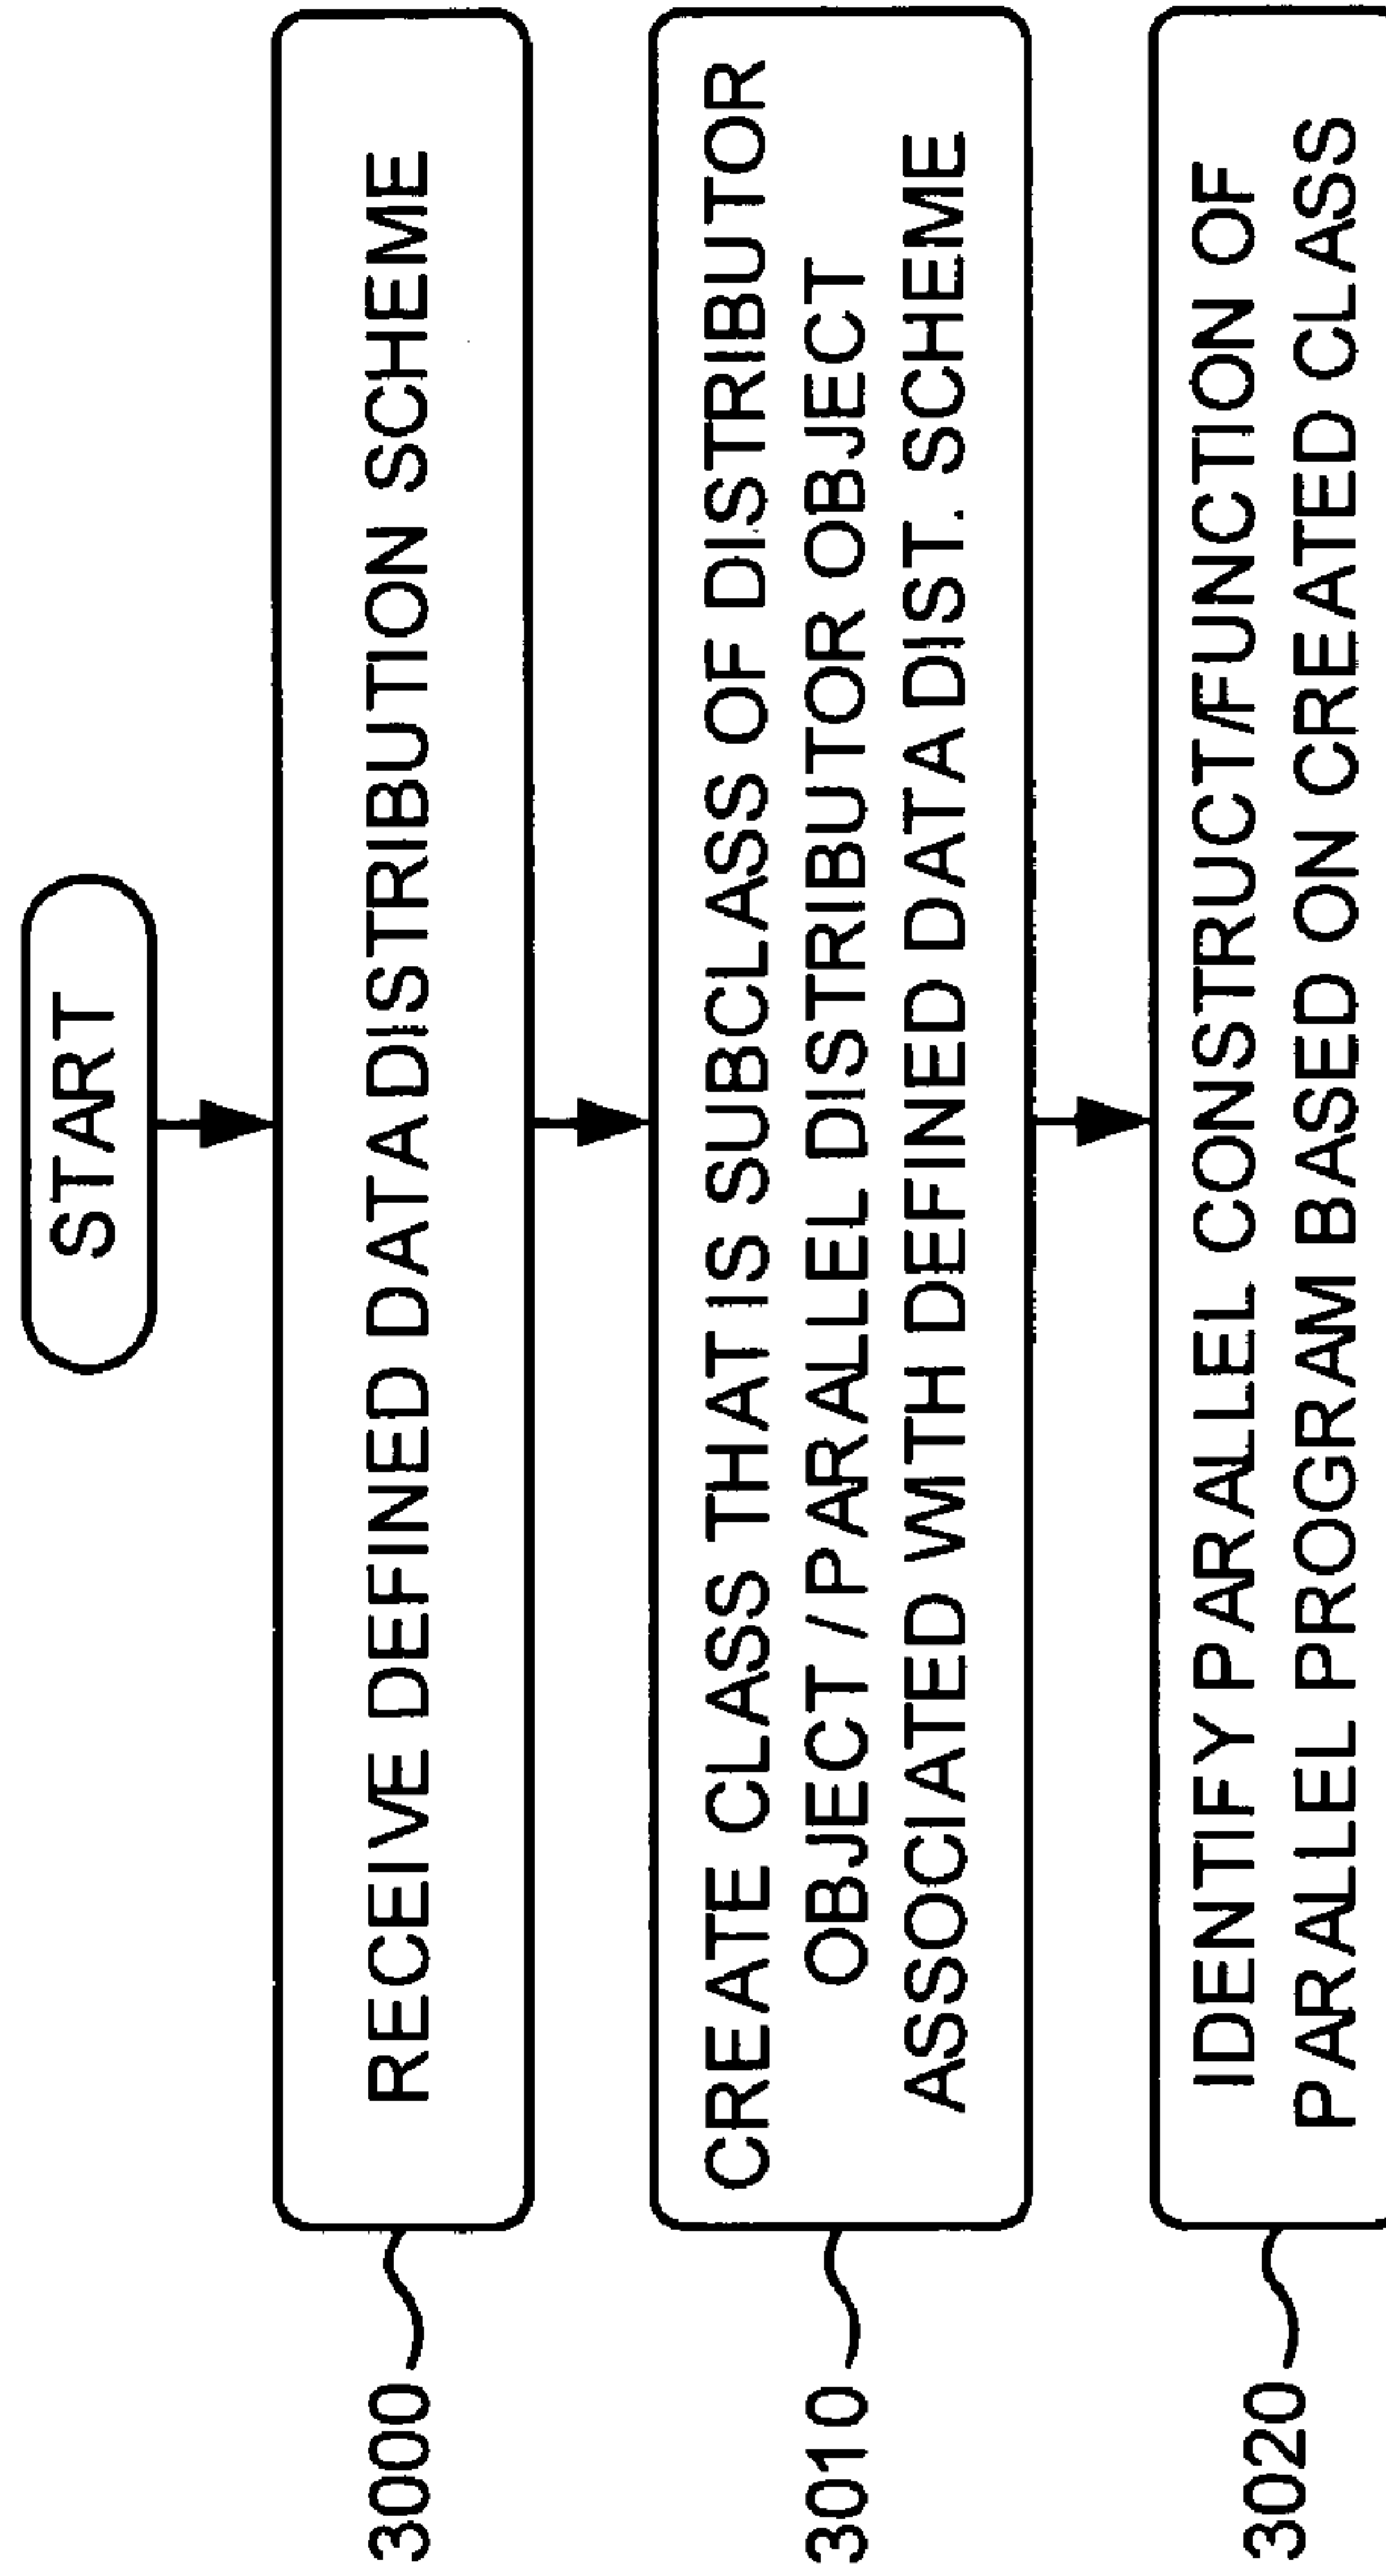 START
RECEIVE DEFINED DATA DISTRIBUTION SCHEME
3000
CREATE CLASS THAT IS SUBCLASS OF DISTRIBUTOR
OBJECT / PARALLEL DISTRIBUTOR OBJECT
ASSOCIATED WITH DEFINED DATA DIST. SCHEME
3010
IDENTIFY PARALLEL CONSTRUCT/FUNCTION OF
PARALLEL PROGRAM BASED ON CREATED CLASS
3020